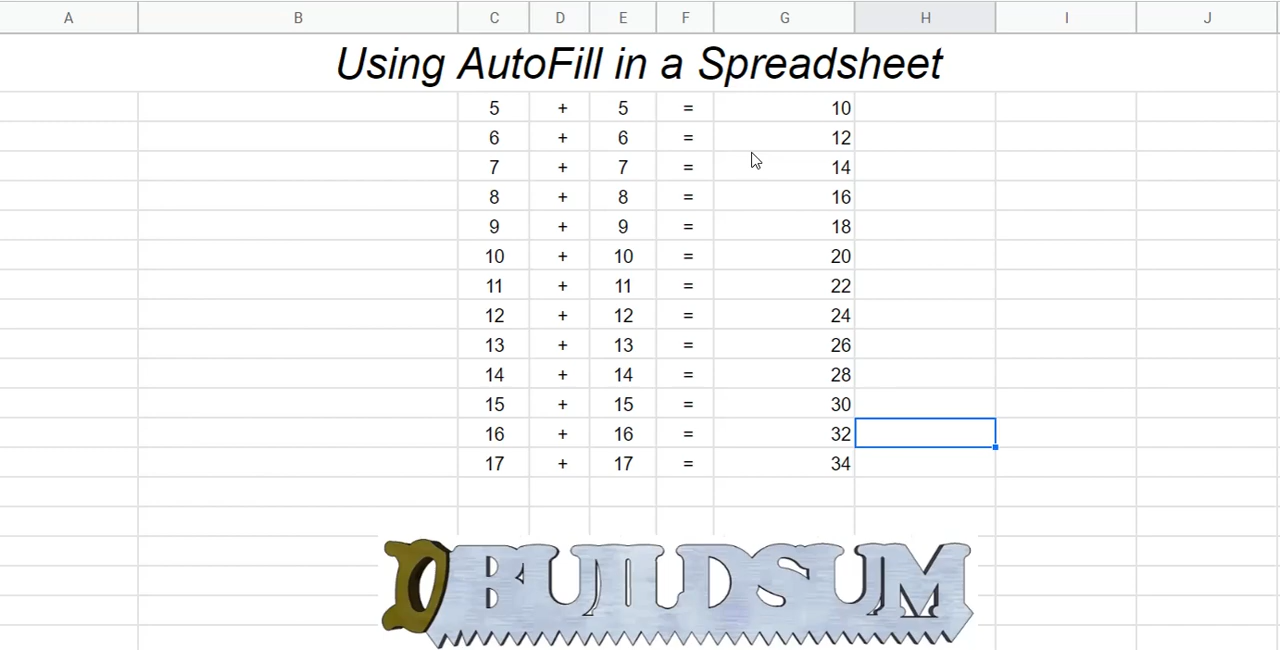 A B C D E F G H I J
Using AutoFill in a Spreadsheet
5 + 5 = 10
6 + 6 = 12
7 + 7 = 14
8 + 8 = 16
9 + 9 = 18
10 + 10 = 20
11 + 11 = 22
12 + 12 = 24
13 + 13 = 26
14 + 14 = 28
15 + 15 = 30
16 + 16 = 32
17 + 17 = 34
BUILDSUM